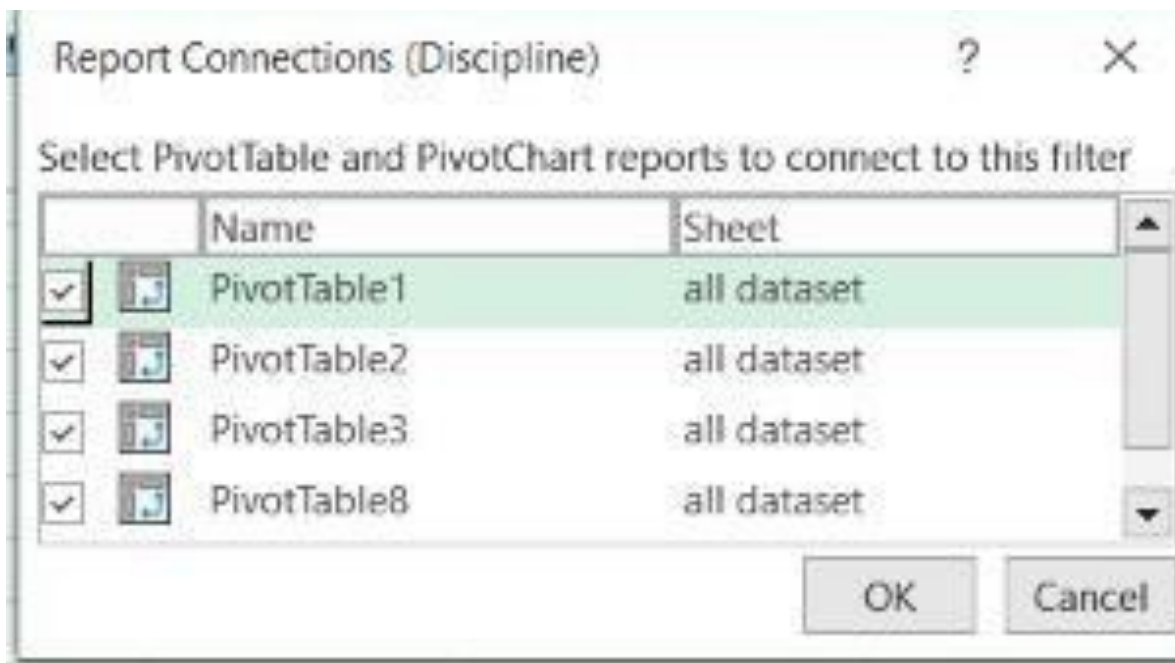 Report Connections (Discipline) ? ×
Select PivotTable and PivotChart reports to connect to this filter
Name Sheet
PivotTable1 all dataset
PivotTable2 all dataset
PivotTable3 all dataset
PivotTable8 all dataset
OK Cancel